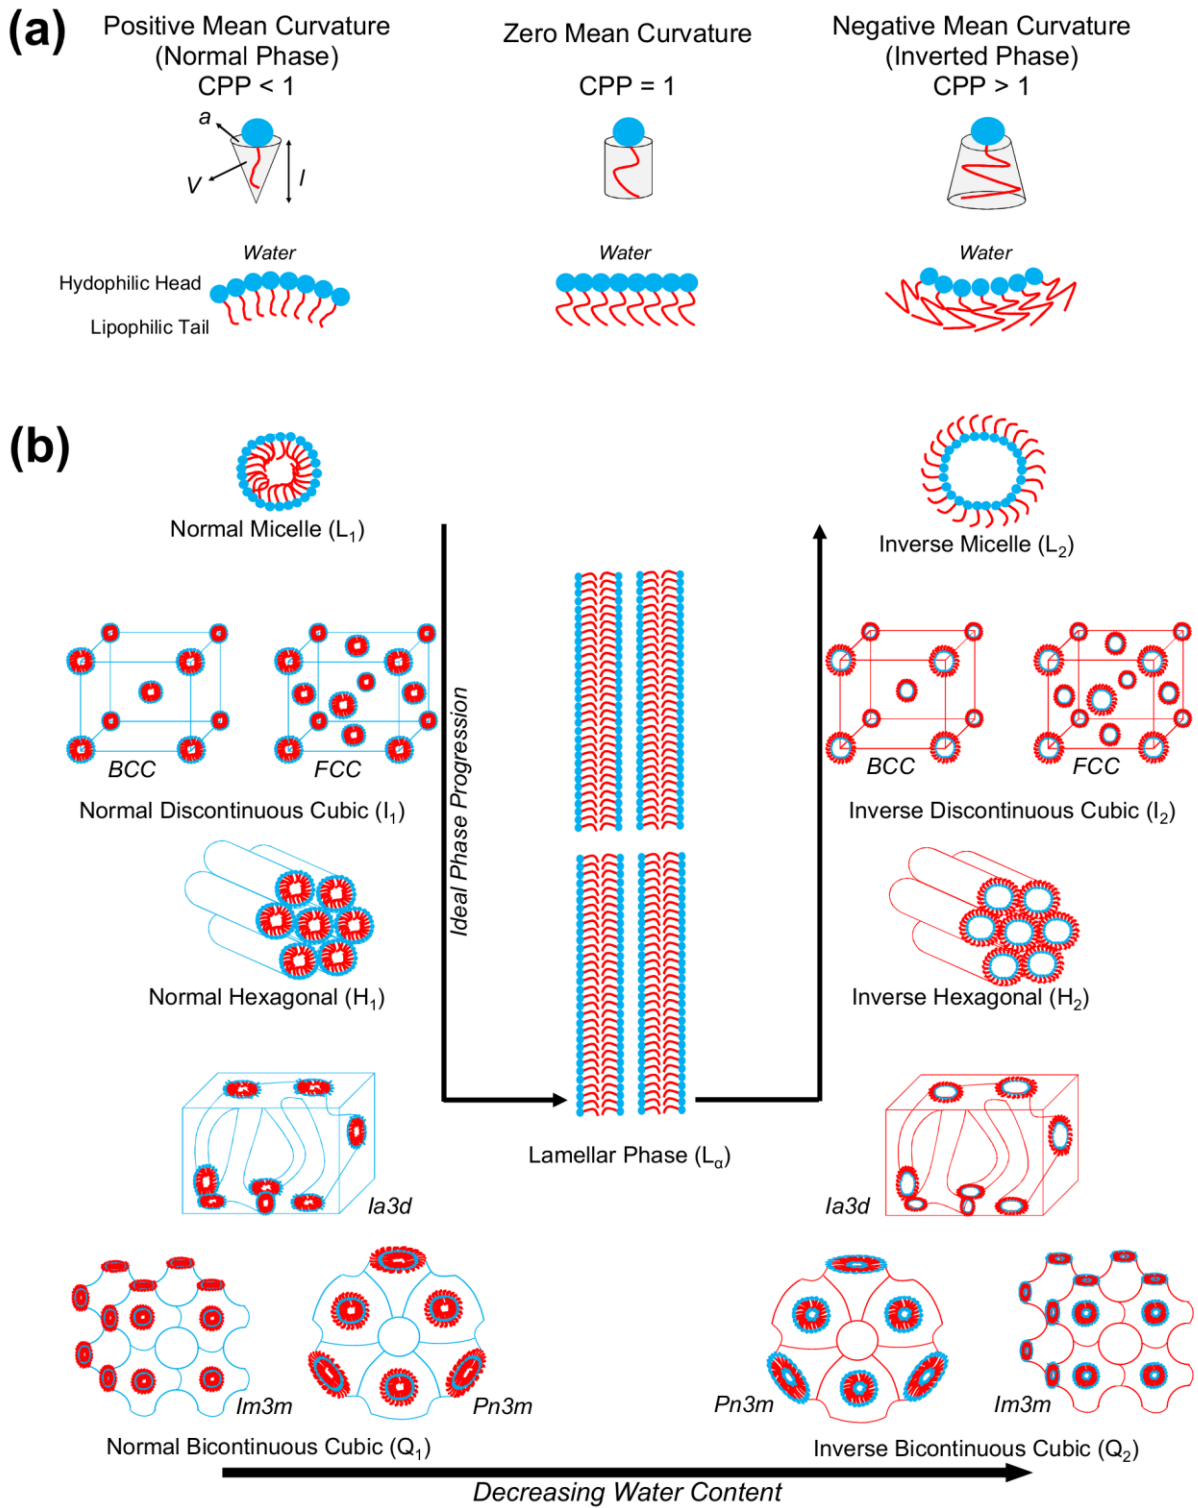 (a)
Positive Mean Curvature
(Normal Phase)
CPP < 1
Zero Mean Curvature
CPP = 1
Negative Mean Curvature
(Inverted Phase)
CPP > 1
a
V
l
Water
Water
Hydophilic Head
Lipophilic Tail
(b)
Normal Micelle (L₁)
Inverse Micelle (L₂)
BCC
FCC
Normal Discontinuous Cubic (I₁)
BCC
FCC
Inverse Discontinuous Cubic (I₂)
Ideal Phase Progression
Normal Hexagonal (H₁)
Inverse Hexagonal (H₂)
Lamellar Phase (Lα)
Ia3d
Ia3d
Im3m
Pn3m
Normal Bicontinuous Cubic (Q₁)
Pn3m
Im3m
Inverse Bicontinuous Cubic (Q₂)
Decreasing Water Content